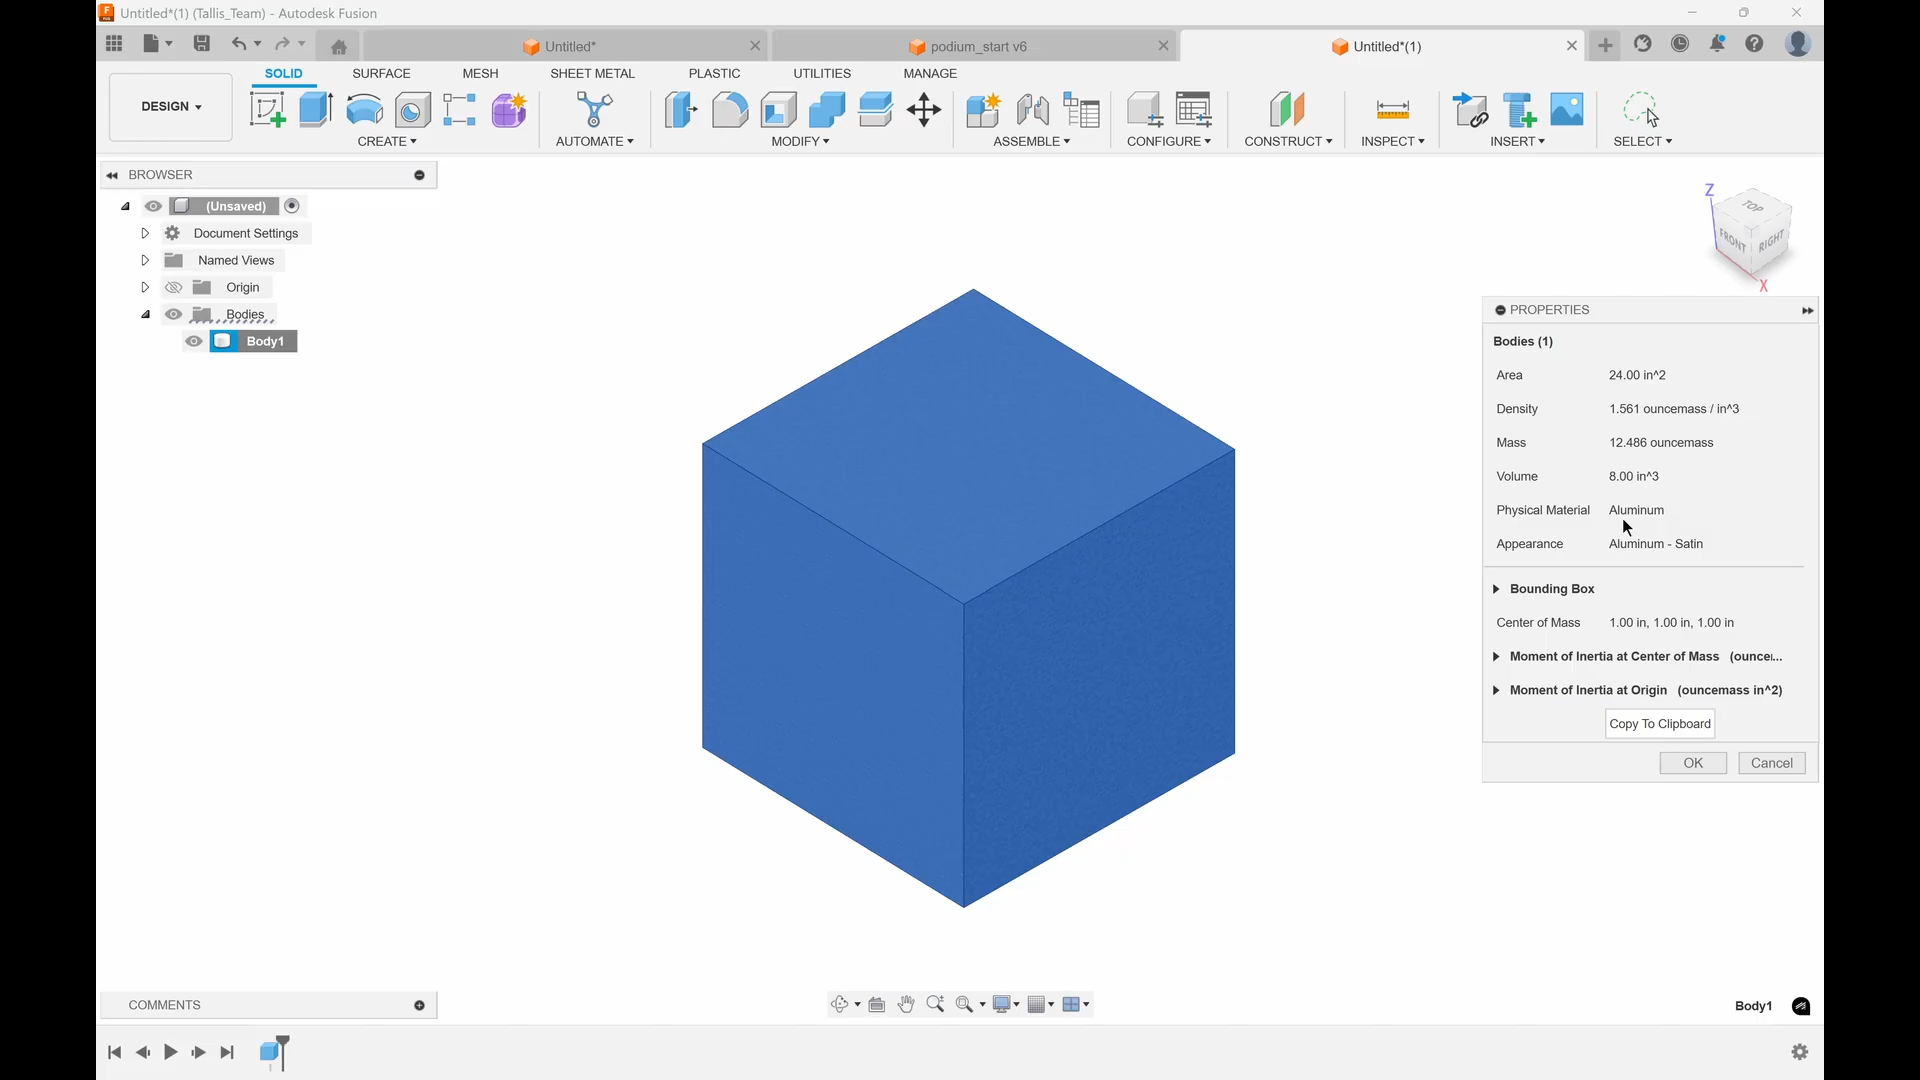 Untitled*(1) (Tallis_Team) - Autodesk Fusion
Untitled*
podium_start v6
Untitled*(1)
DESIGN
SOLID
SURFACE
MESH
SHEET METAL
PLASTIC
UTILITIES
MANAGE
CREATE
AUTOMATE
MODIFY
ASSEMBLE
CONFIGURE
CONSTRUCT
INSPECT
INSERT
SELECT
BROWSER
(Unsaved)
Document Settings
Named Views
Origin
Bodies
Body1
Z
TOP
FRONT
RIGHT
X
PROPERTIES
Bodies (1)
Area 24.00 in^2
Density 1.561 ouncemass / in^3
Mass 12.486 ouncemass
Volume 8.00 in^3
Physical Material Aluminum
Appearance Aluminum - Satin
Bounding Box
Center of Mass 1.00 in, 1.00 in, 1.00 in
Moment of Inertia at Center of Mass (ounce...
Moment of Inertia at Origin (ouncemass in^2)
Copy To Clipboard
OK Cancel
COMMENTS
Body1